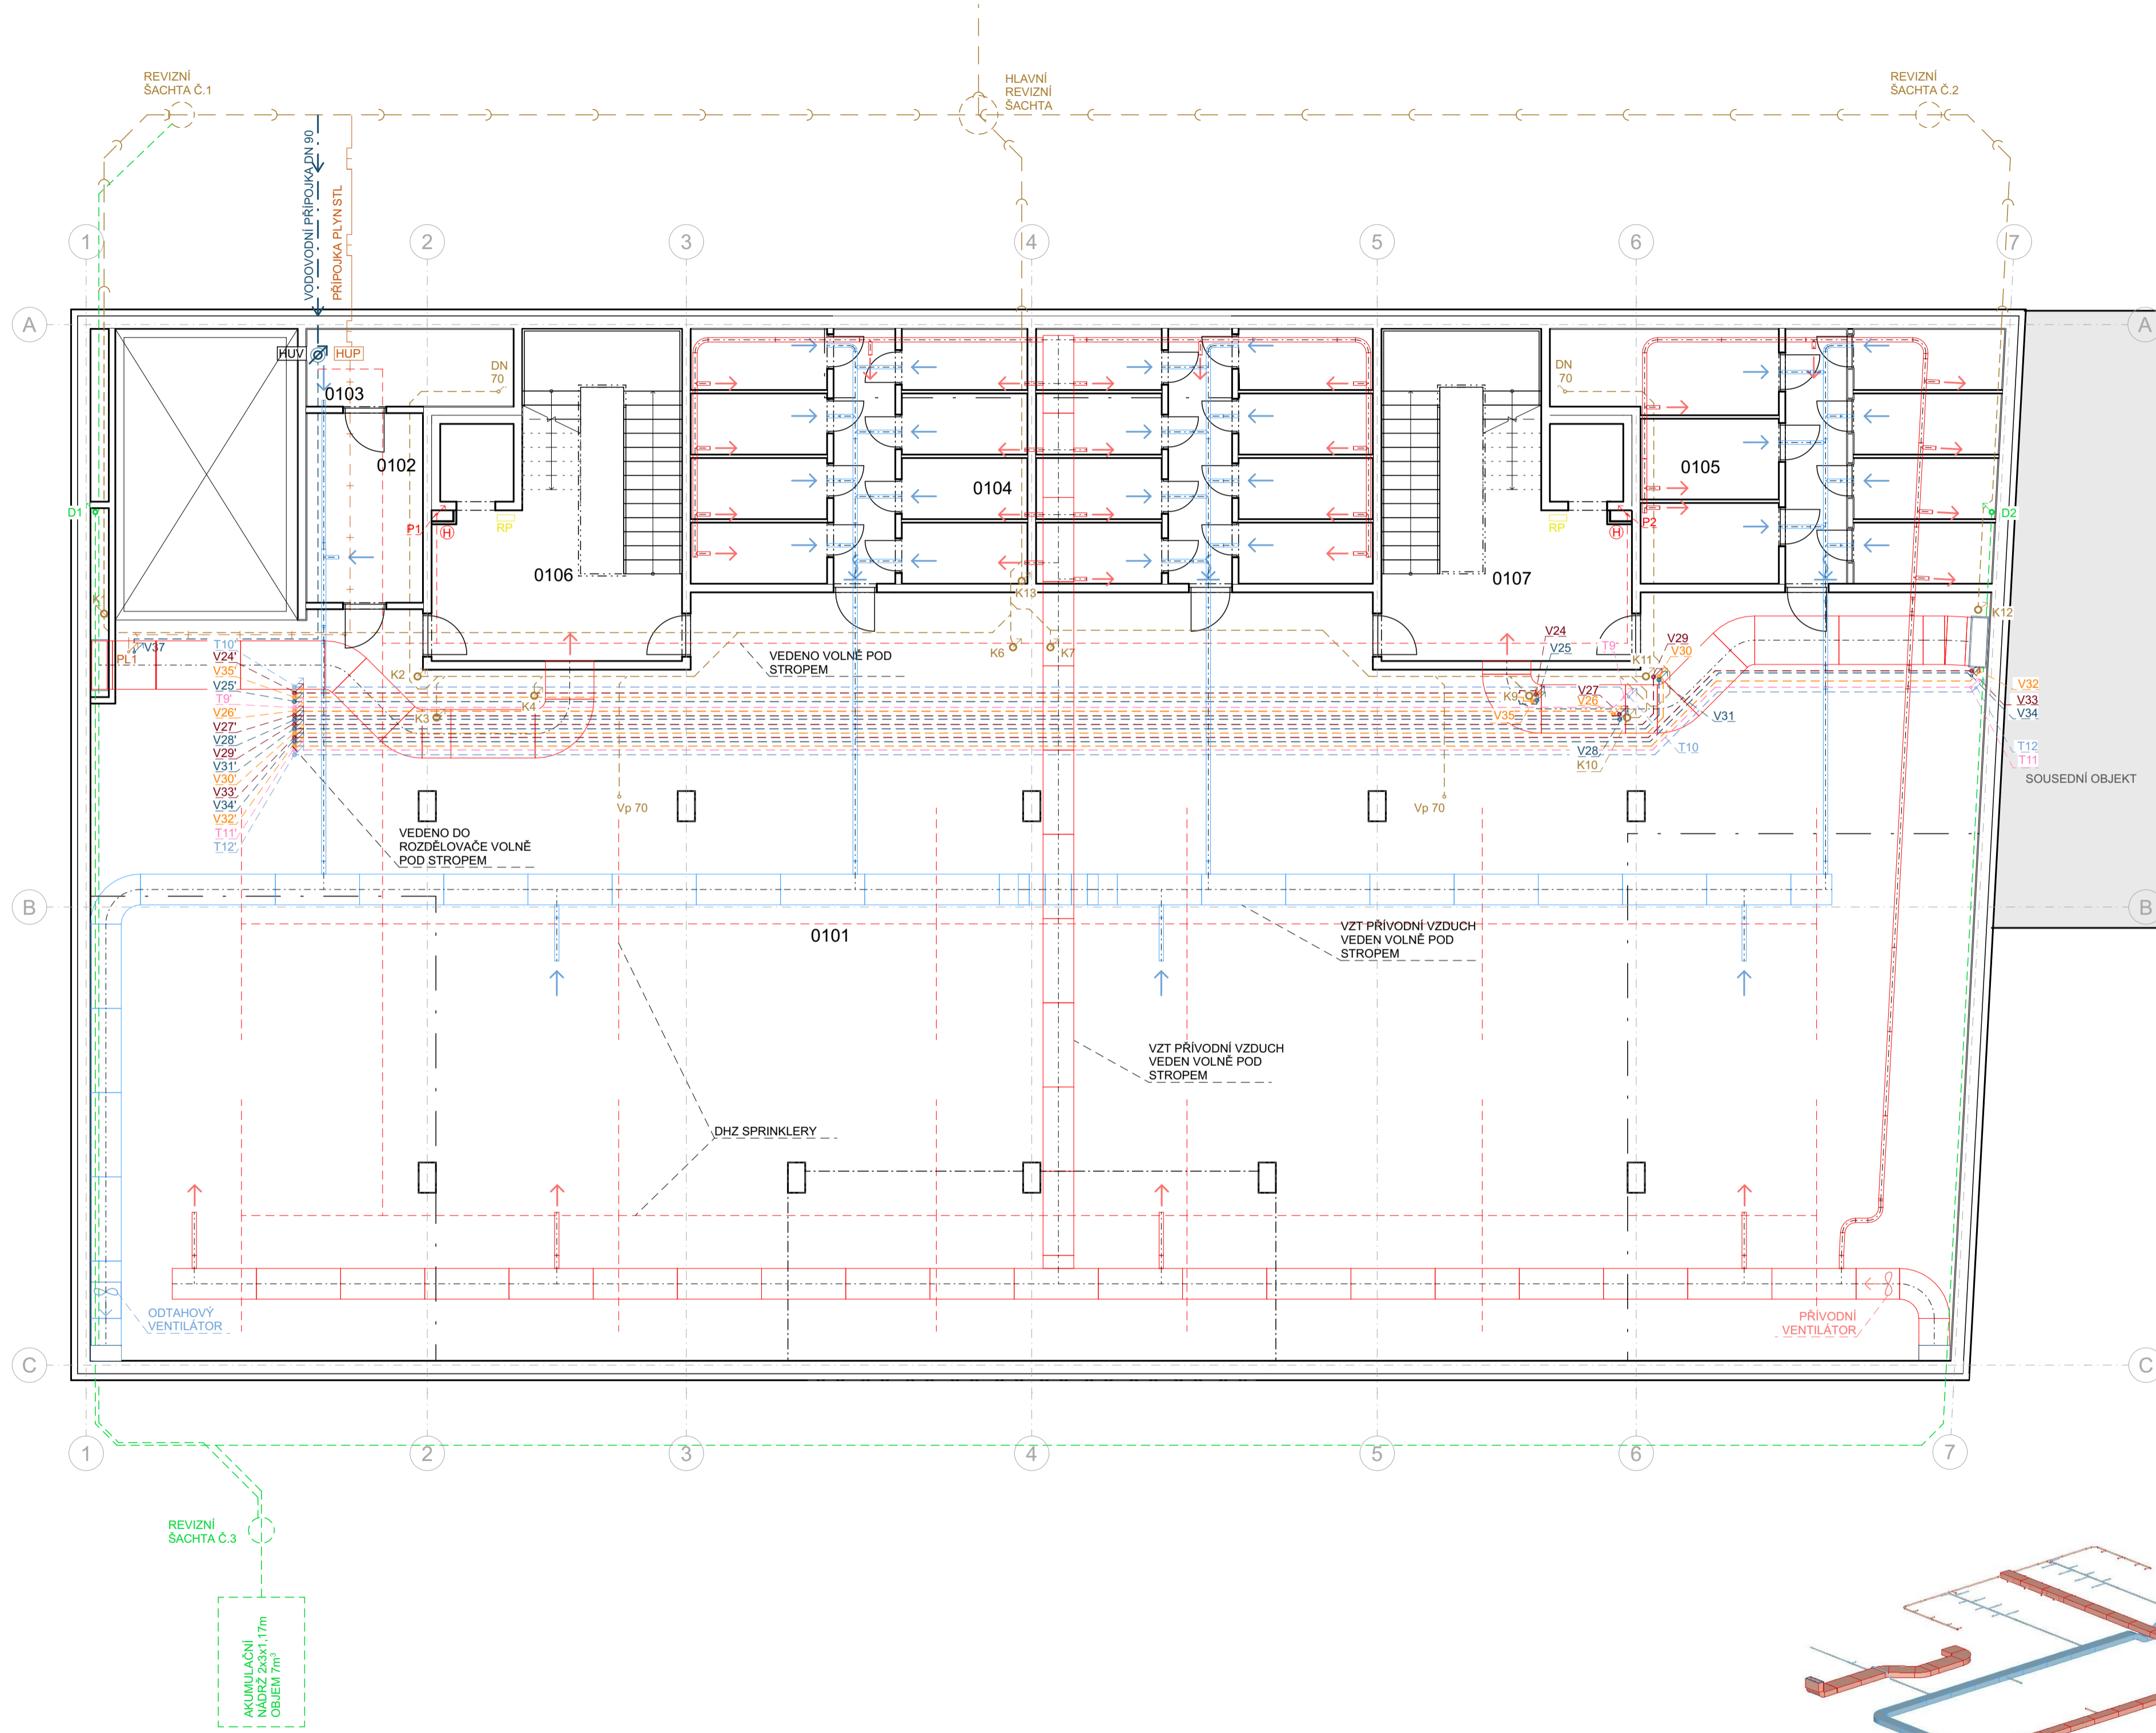 REVIZNÍ
ŠACHTA Č.1
HLAVNÍ
REVIZNÍ
ŠACHTA
REVIZNÍ
ŠACHTA Č.2
VODOVODNÍ PŘÍPOJKA DN 90
PŘÍPOJKA PLYN STL
1
2
3
4
5
6
7
A
A
HUV
HUP
0103
DN
70
DN
70
0102
0104
0105
D1
P1
H
RP
RP
H
P2
D2
0106
0107
K1
K13
K12
PL1
V37
K2
K3
K4
K6
K7
VEDENO VOLNĚ POD
STROPEM
V24
V25
T9'
K11
V29
V30
K9
V27
V26
V35
V31
V28
K10
T10
V32
V33
V34
T12
T11
SOUSEDNÍ OBJEKT
T10'
V24'
V35'
V25'
T9'
V26'
V27'
V28'
V29'
V31'
V30'
V33'
V34'
V32'
T11'
T12'
Vp 70
Vp 70
VEDENO DO
ROZDĚLOVAČE VOLNĚ
POD STROPEM
B
B
0101
VZT PŘÍVODNÍ VZDUCH
VEDEN VOLNĚ POD
STROPEM
VZT PŘÍVODNÍ VZDUCH
VEDEN VOLNĚ POD
STROPEM
DHZ SPRINKLERY
ODTAHOVÝ
VENTILÁTOR
PŘÍVODNÍ
VENTILÁTOR
C
C
1
2
3
4
5
6
7
REVIZNÍ
ŠACHTA Č.3
AKUMULAČNÍ
NÁDRŽ 2x3x1,17m
OBJEM 7m³